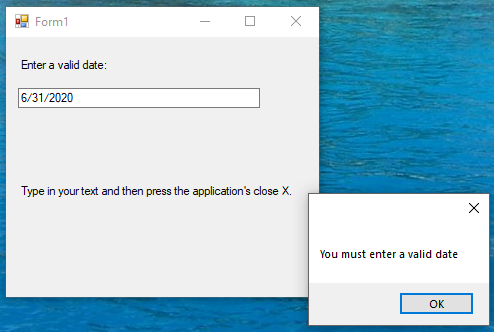 Form1
Enter a valid date:
6/31/2020
Type in your text and then press the application's close X.
You must enter a valid date
OK